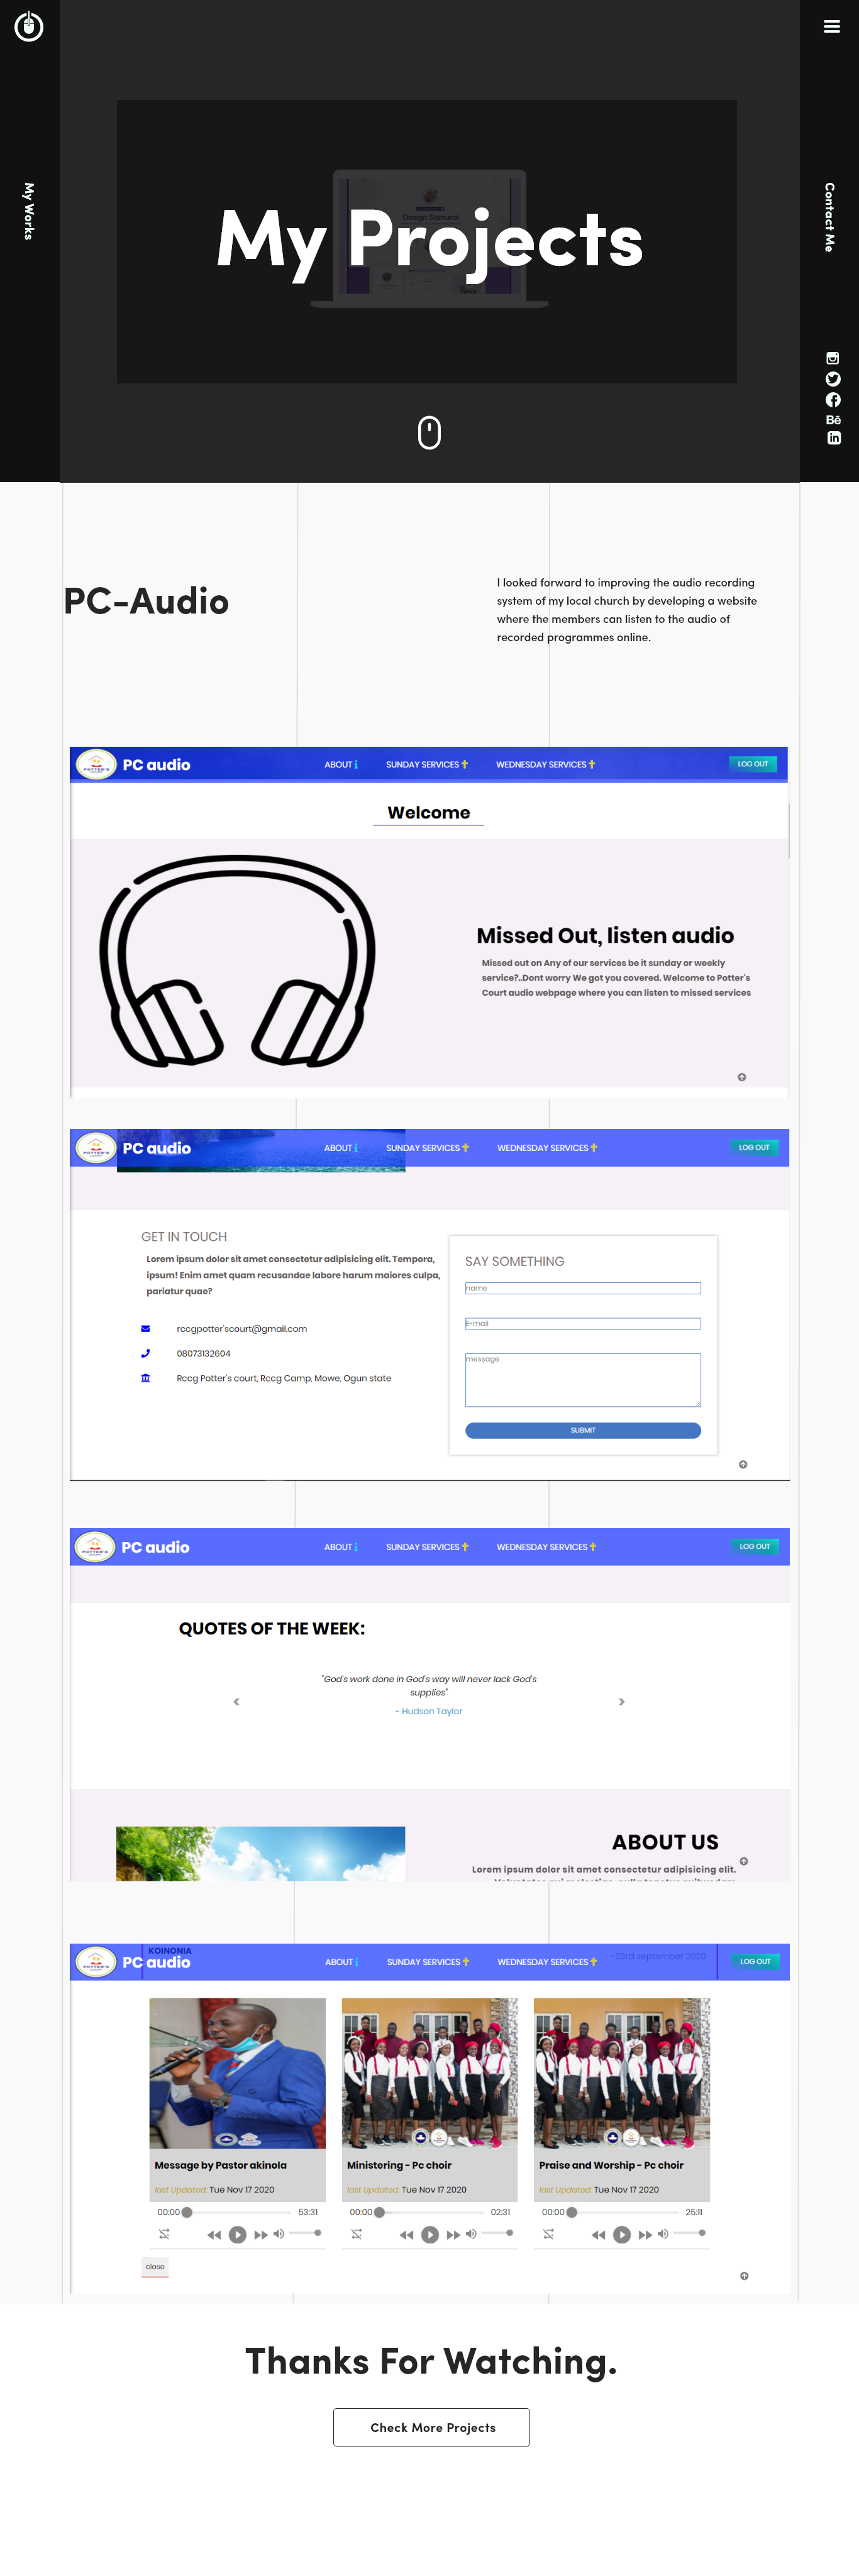 My Works
Contact Me
Design Samurai
My Projects
Bē
in
PC-Audio
I looked forward to improving the audio recording
system of my local church by developing a website
where the members can listen to the audio of
recorded programmes online.
POTTER'S
PC audio
ABOUT
SUNDAY SERVICES
WEDNESDAY SERVICES
LOG OUT
Welcome
Missed Out, listen audio
Missed out on Any of our services be it sunday or weekly
service?..Dont worry We got you covered. Welcome to Potter's
Court audio webpage where you can listen to missed services
POTTER'S
PC audio
ABOUT
SUNDAY SERVICES
WEDNESDAY SERVICES
LOG OUT
GET IN TOUCH
Lorem ipsum dolor sit amet consectetur adipisicing elit. Tempora,
ipsum! Enim amet quam recusandae labore harum maiores culpa,
pariatur quae?
rccgpotter'scourt@gmail.com
08073132604
Rccg Potter's court, Rccg Camp, Mowe, Ogun state
SAY SOMETHING
name
E-mail
message
SUBMIT
POTTER'S
PC audio
ABOUT
SUNDAY SERVICES
WEDNESDAY SERVICES
LOG OUT
QUOTES OF THE WEEK:
"God's work done in God's way will never lack God's
supplies"
- Hudson Taylor
ABOUT US
Lorem ipsum dolor sit amet consectetur adipisicing elit.
KOINONIA
-23rd september 2020
POTTER'S
PC audio
ABOUT
SUNDAY SERVICES
WEDNESDAY SERVICES
LOG OUT
Message by Pastor akinola
last Updated: Tue Nov 17 2020
00:00
53:31
Ministering - Pc choir
last Updated: Tue Nov 17 2020
00:00
02:31
Praise and Worship - Pc choir
last Updated: Tue Nov 17 2020
00:00
25:11
close
Thanks For Watching.
Check More Projects